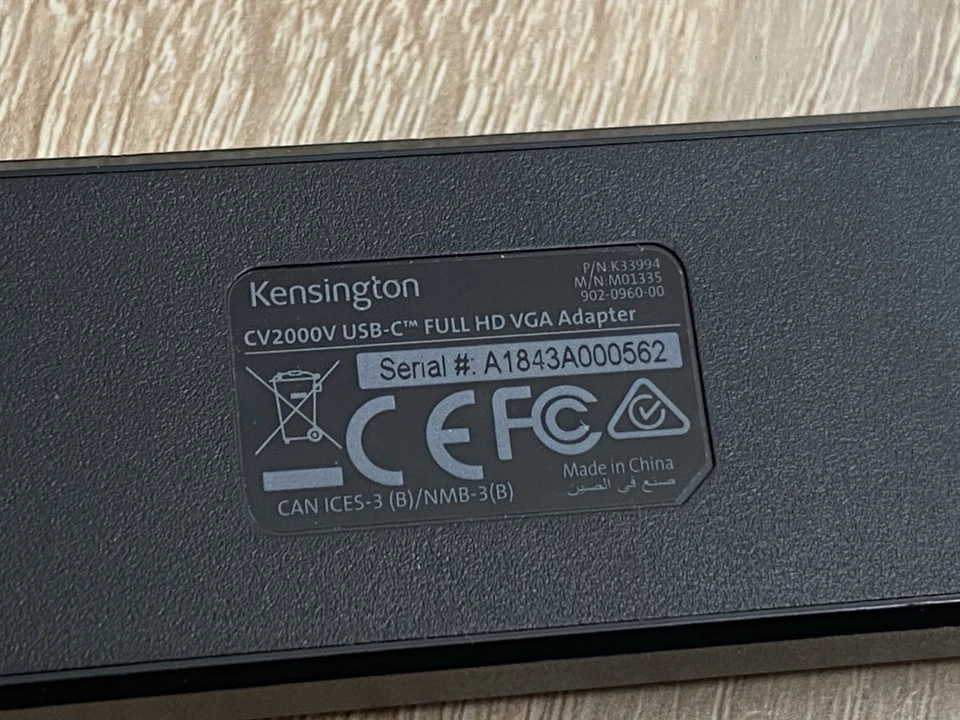 Kensington
P/N:K33994
M/N:M01335
902-0960-00
CV2000V USB-C™ FULL HD VGA Adapter
Serial #: A1843A000562
CE FC
Made in China
صنع في الصين
CAN ICES-3 (B)/NMB-3(B)